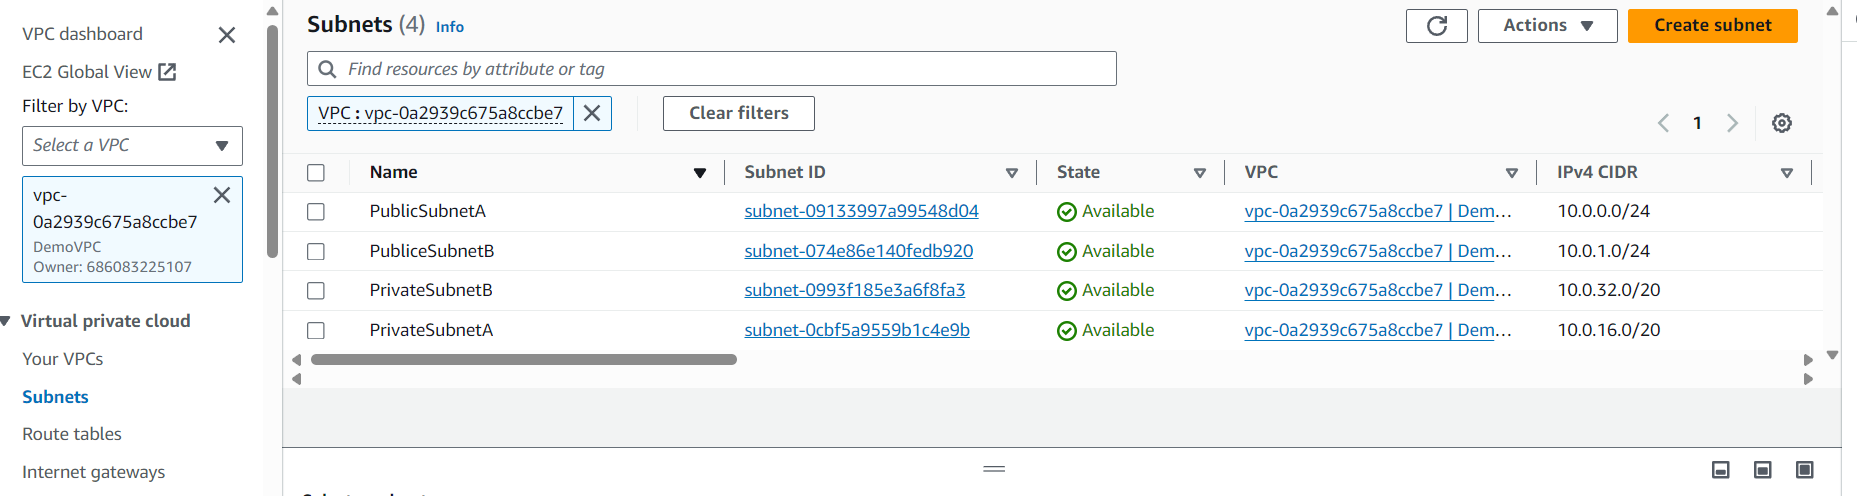 VPC dashboard
EC2 Global View
Filter by VPC:
Select a VPC
vpc-
0a2939c675a8ccbe7
DemoVPC
Owner: 686083225107
Virtual private cloud
Your VPCs
Subnets
Route tables
Internet gateways
Subnets (4) Info
Actions
Create subnet
Find resources by attribute or tag
VPC : vpc-0a2939c675a8ccbe7
Clear filters
1
Name Subnet ID State VPC IPv4 CIDR
PublicSubnetA subnet-09133997a99548d04 Available vpc-0a2939c675a8ccbe7 | Dem... 10.0.0.0/24
PubliceSubnetB subnet-074e86e140fedb920 Available vpc-0a2939c675a8ccbe7 | Dem... 10.0.1.0/24
PrivateSubnetB subnet-0993f185e3a6f8fa3 Available vpc-0a2939c675a8ccbe7 | Dem... 10.0.32.0/20
PrivateSubnetA subnet-0cbf5a9559b1c4e9b Available vpc-0a2939c675a8ccbe7 | Dem... 10.0.16.0/20